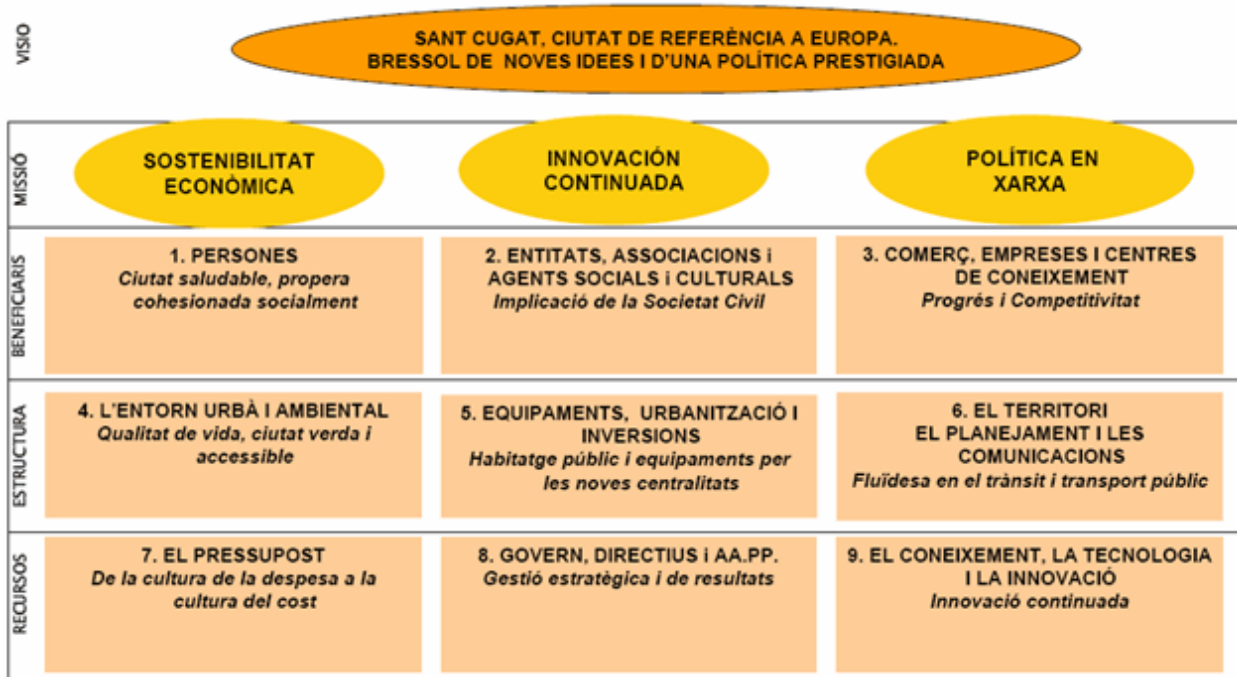 VISIO
SANT CUGAT, CIUTAT DE REFERÈNCIA A EUROPA.
BRESSOL DE NOVES IDEES I D'UNA POLÍTICA PRESTIGIADA
MISSIÓ
SOSTENIBILITAT
ECONÒMICA
INNOVACIÓN
CONTINUADA
POLÍTICA EN
XARXA
BENEFICIARIS
1. PERSONES
Ciutat saludable, propera
cohesionada socialment
2. ENTITATS, ASSOCIACIONS i
AGENTS SOCIALS i CULTURALS
Implicació de la Societat Civil
3. COMERÇ, EMPRESES I CENTRES
DE CONEIXEMENT
Progrés i Competitivitat
ESTRUCTURA
4. L'ENTORN URBÀ I AMBIENTAL
Qualitat de vida, ciutat verda i
accessible
5. EQUIPAMENTS, URBANITZACIÓ I
INVERSIONS
Habitatge públic i equipaments per
les noves centralitats
6. EL TERRITORI
EL PLANEJAMENT I LES
COMUNICACIONS
Fluïdesa en el trànsit i transport públic
RECURSOS
7. EL PRESSUPOST
De la cultura de la despesa a la
cultura del cost
8. GOVERN, DIRECTIUS i AA.PP.
Gestió estratègica i de resultats
9. EL CONEIXEMENT, LA TECNOLOGIA
I LA INNOVACIÓ
Innovació continuada